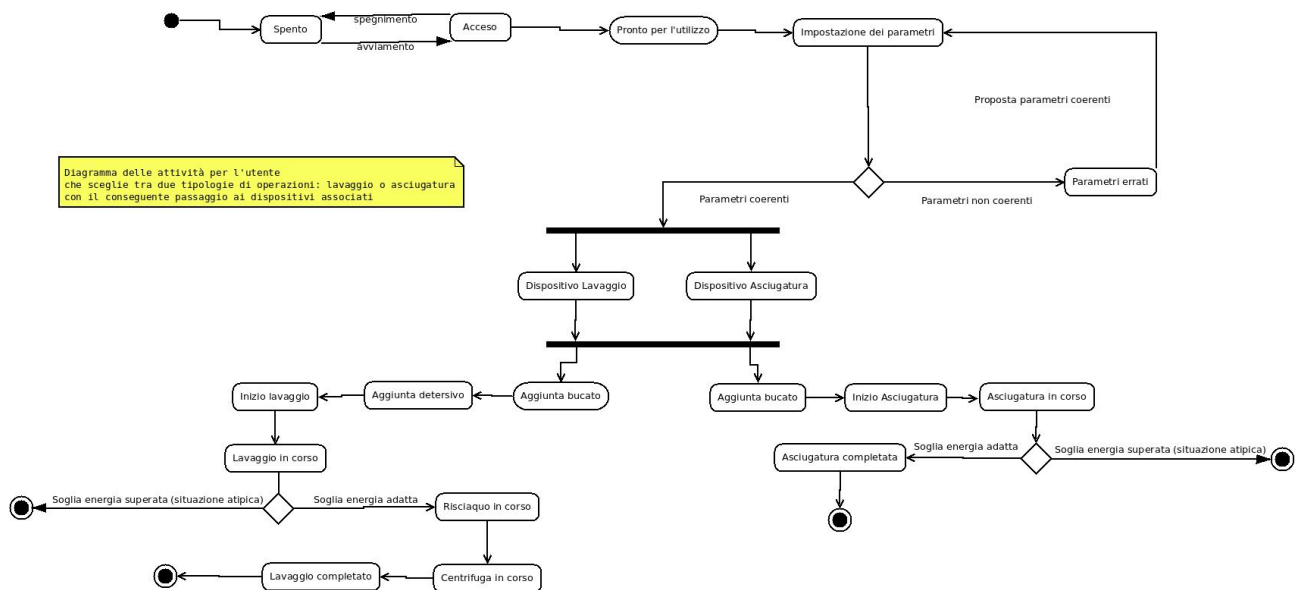 spegnimento
Spento
Acceso
Pronto per l'utilizzo
Impostazione dei parametri
avviamento
Proposta parametri coerenti
Diagramma delle attività per l'utente
che sceglie tra due tipologie di operazioni: lavaggio o asciugatura
con il conseguente passaggio ai dispositivi associati
Parametri errati
Parametri coerenti
Parametri non coerenti
Dispositivo Lavaggio
Dispositivo Asciugatura
Inizio lavaggio
Aggiunta detersivo
Aggiunta bucato
Aggiunta bucato
Inizio Asciugatura
Asciugatura in corso
Lavaggio in corso
Asciugatura completata
Soglia energia adatta
Soglia energia superata (situazione atipica)
Soglia energia superata (situazione atipica)
Soglia energia adatta
Risciaquo in corso
Lavaggio completato
Centrifuga in corso